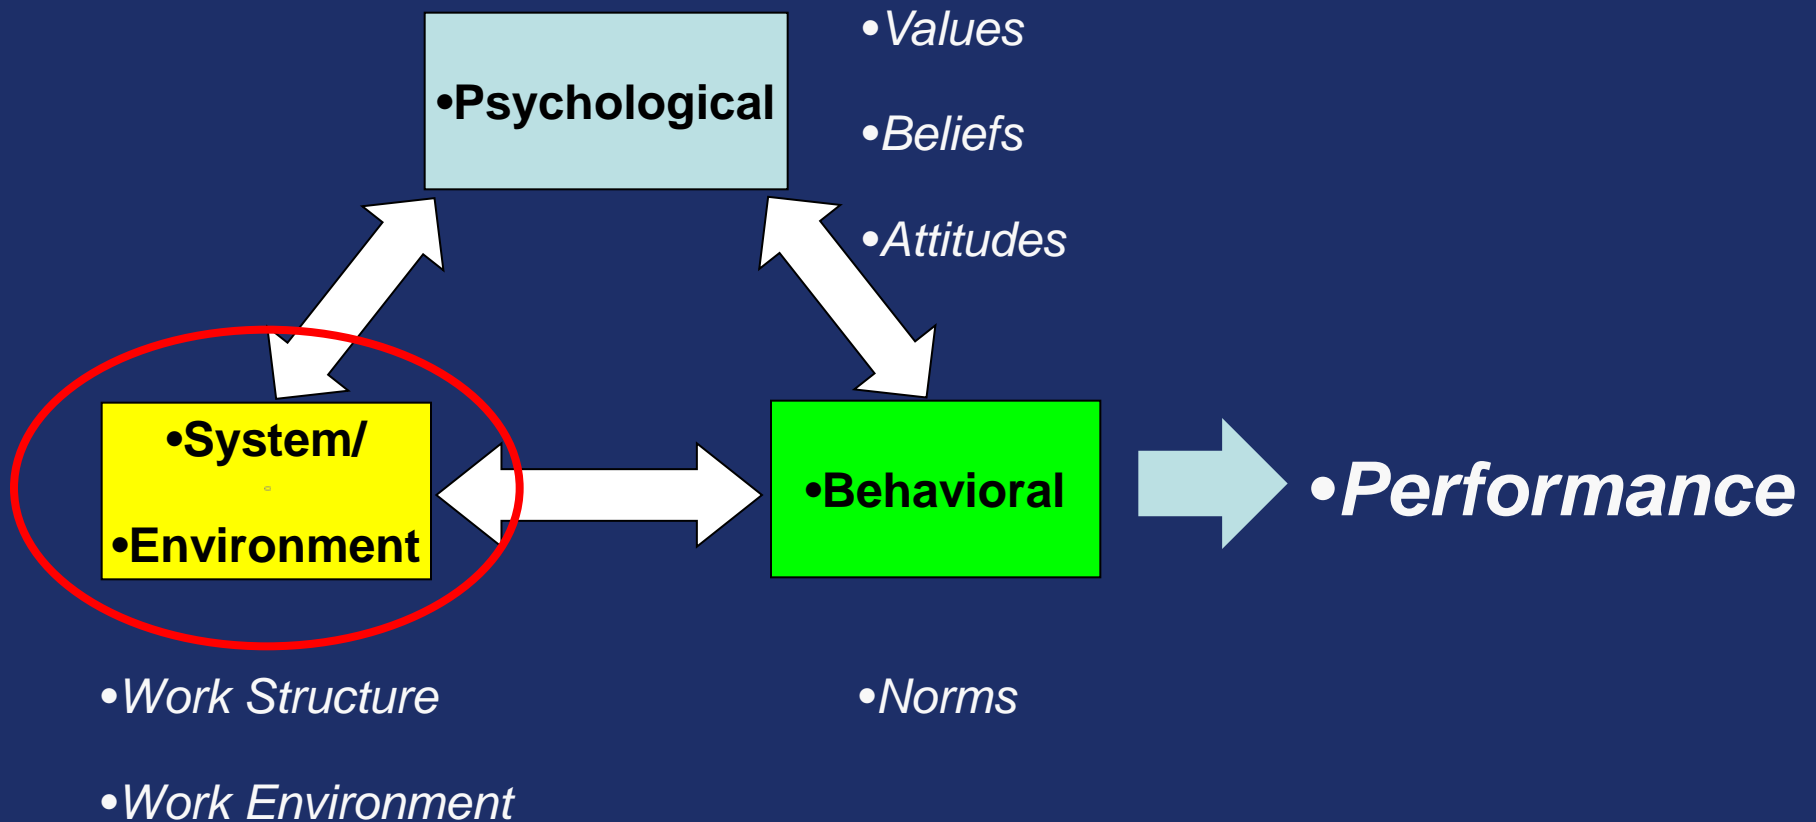 •Psychological
•Values
•Beliefs
•Attitudes
•System/
•Environment
•Behavioral
•Performance
•Work Structure
•Work Environment
•Norms